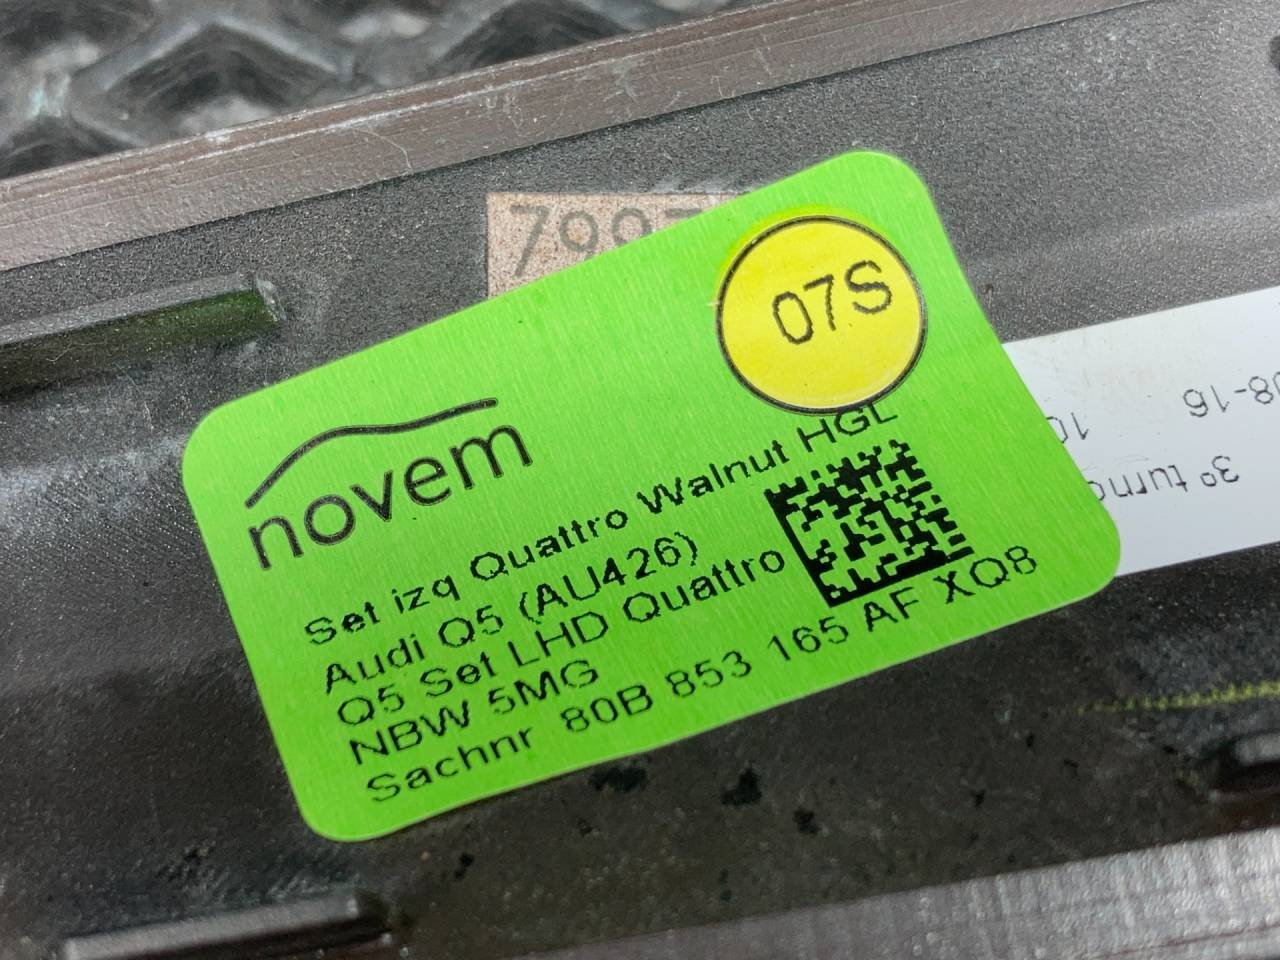 novem
07S
Set izq Quattro Walnut HGL
Audi Q5 (AU426)
Q5 Set LHD Quattro
NBW 5MG
Sachnr 80B 853 165 AF XQ8
3º